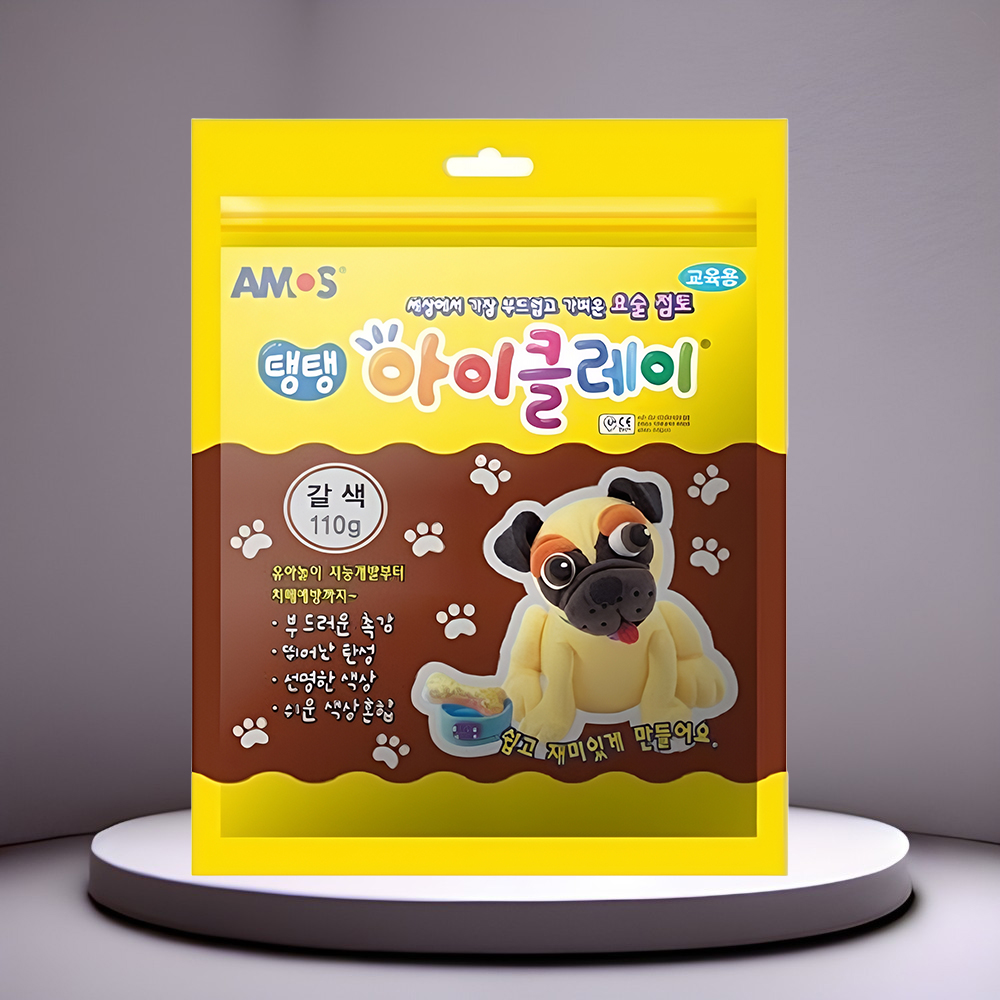 AMOS
교육용
세상에서 가장 부드럽고 가벼운 요술 점토
탱탱 아이클레이
CE
갈색
110g
유아놀이 지능개발부터
치매예방까지~
· 부드러운 촉감
· 뛰어난 탄성
· 선명한 색상
· 쉬운 색상혼합
쉽고 재미있게 만들어요.